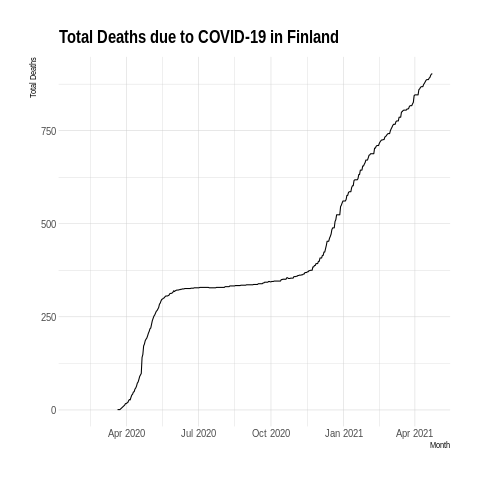 Total Deaths due to COVID-19 in Finland
Total Deaths
750
500
250
0
Apr 2020 Jul 2020 Oct 2020 Jan 2021 Apr 2021
Month